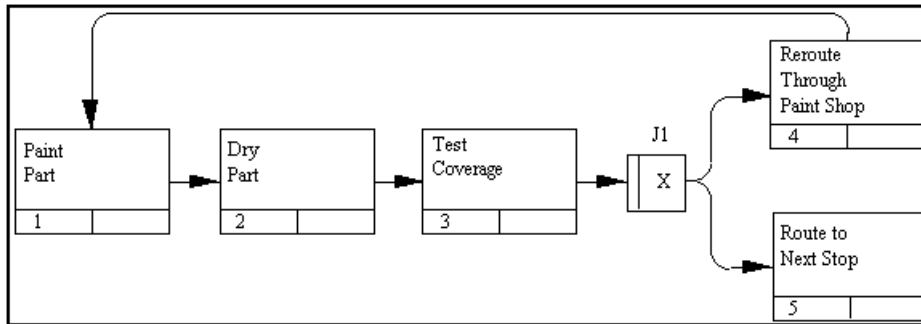 Paint
Part
1
Dry
Part
2
Test
Coverage
3
J1
X
Reroute
Through
Paint Shop
4
Route to
Next Stop
5